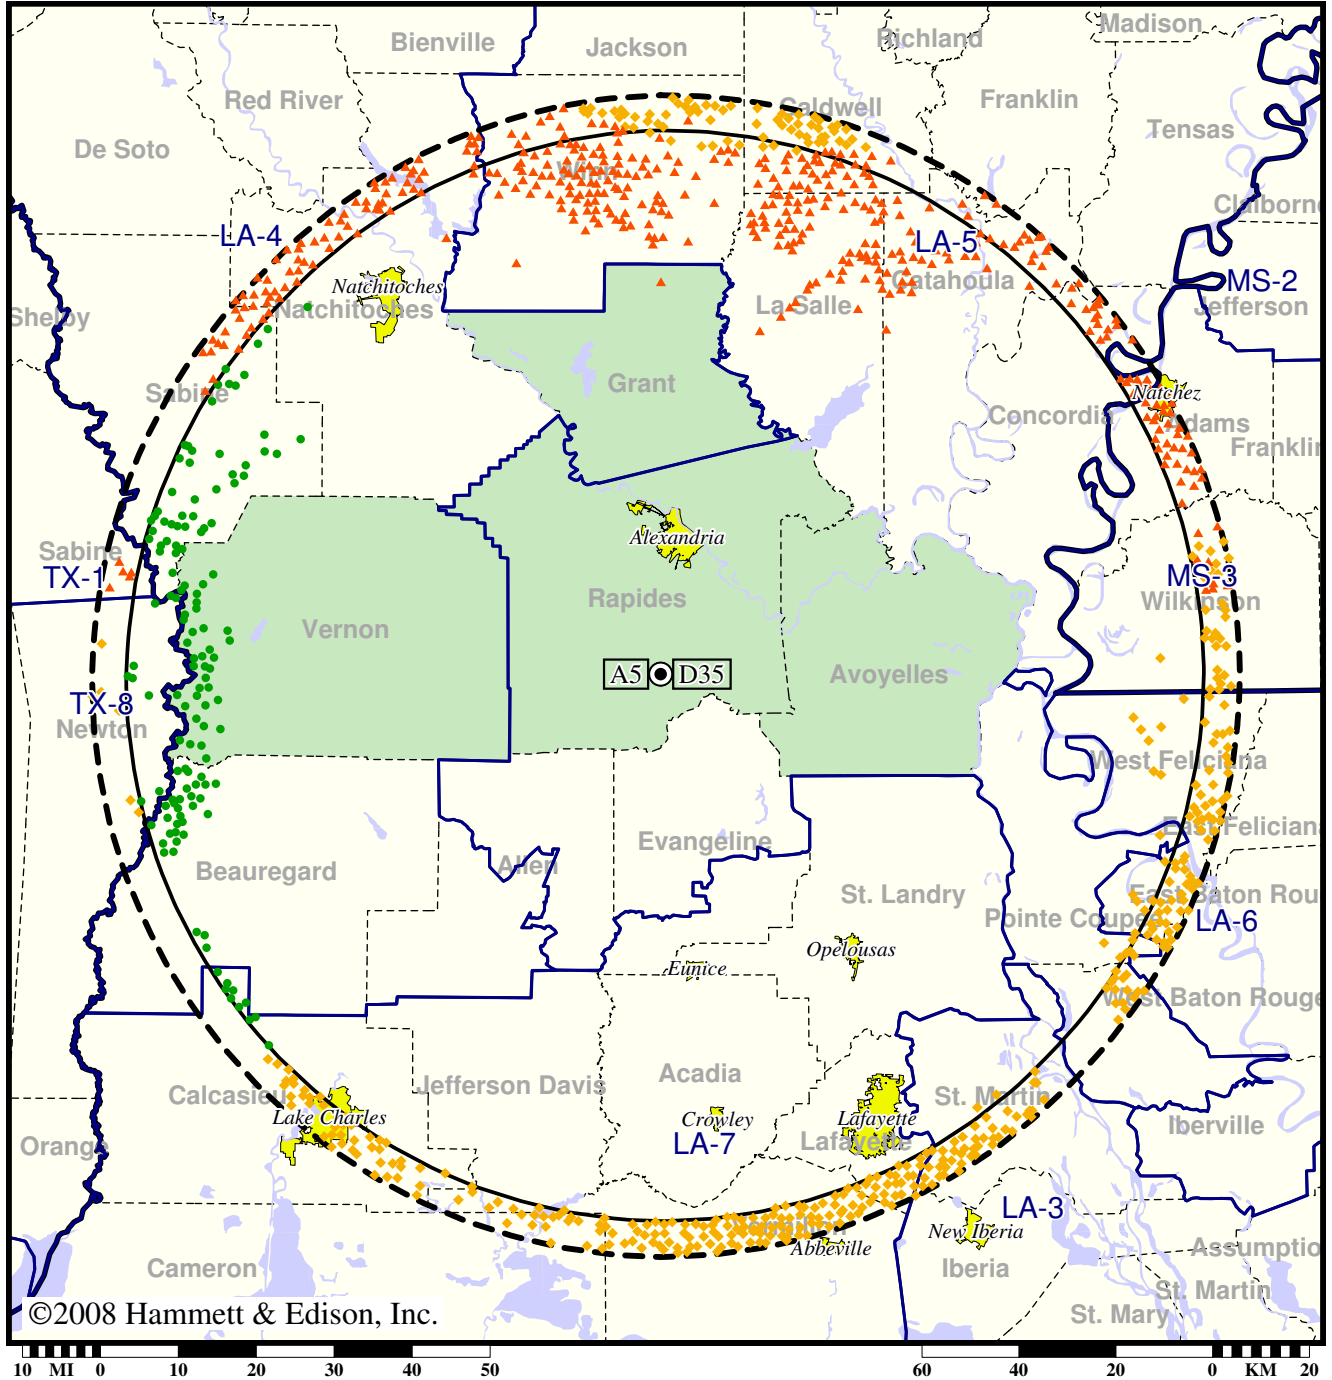 Madison
Bienville
Jackson
Richland
Red River
Caldwell
Franklin
Tensas
De Soto
Winn
Claiborne
LA-4
LA-5
Natchitoches
Catahoula
MS-2
Shelby
Natchitoches
La Salle
Jefferson
Grant
Sabine
Natchez
Concordia
Adams
Franklin
Alexandria
Sabine
TX-1
MS-3
Rapides
Wilkinson
Vernon
A5
D35
Avoyelles
TX-8
Newton
West Feliciana
East Feliciana
Evangeline
Beauregard
Allen
St. Landry
East Baton Rou
Pointe Coupee
LA-6
Opelousas
Eunice
West Baton Rouge
Acadia
Calcasieu
Jefferson Davis
St. Martin
Lake Charles
Crowley
Lafayette
Iberville
Orange
LA-7
Lafayette
LA-3
New Iberia
Abbeville
Assumptio
Cameron
Iberia
St. Martin
St. Mary
©2008 Hammett & Edison, Inc.
10 MI 0 10 20 30 40 50
60 40 20 0 KM 20